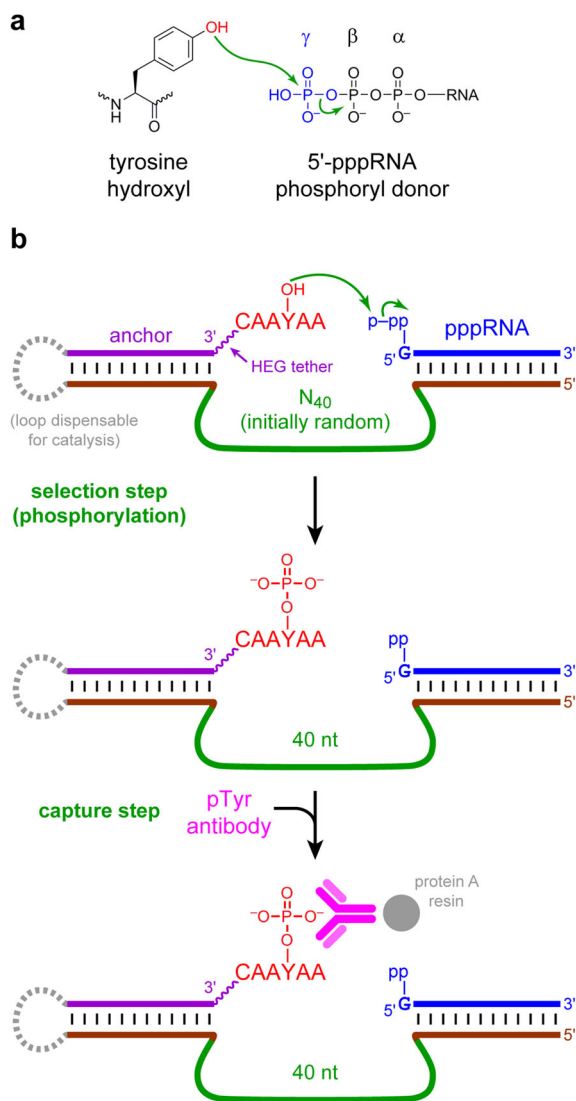 a
OH
γ β α
O O O
HO–P–O–P–O–P–O–RNA
O⁻ O⁻ O⁻
N
H
O
tyrosine
hydroxyl
5'-pppRNA
phosphoryl donor
b
OH
CAAYAA
p–pp
anchor
3'
HEG tether
5'
G
pppRNA
3'
5'
(loop dispensable
for catalysis)
N40
(initially random)
selection step
(phosphorylation)
O
⁻O–P–O⁻
O
CAAYAA
3'
pp
5'
G
3'
5'
40 nt
capture step
pTyr
antibody
protein A
resin
O
⁻O–P–O⁻
O
CAAYAA
3'
pp
5'
G
3'
5'
40 nt